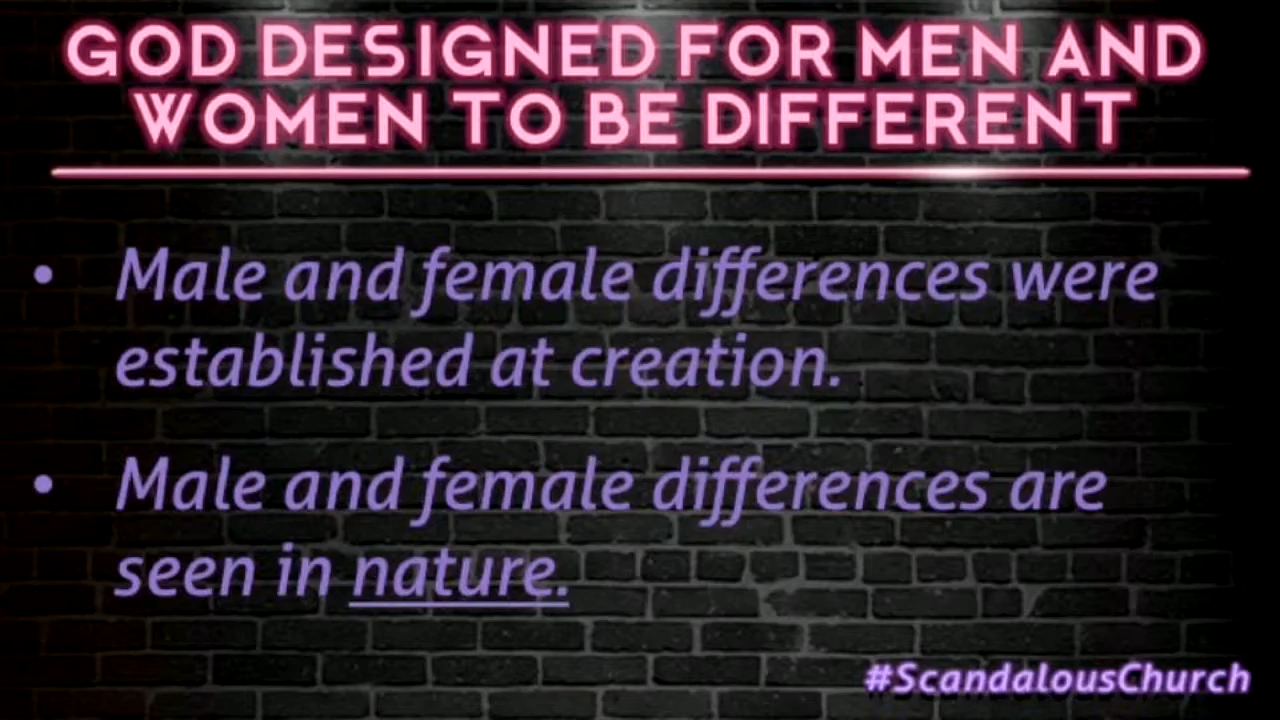 GOD DESIGNED FOR MEN AND
WOMEN TO BE DIFFERENT
• Male and female differences were
established at creation.
• Male and female differences are
seen in nature.
#ScandalousChurch